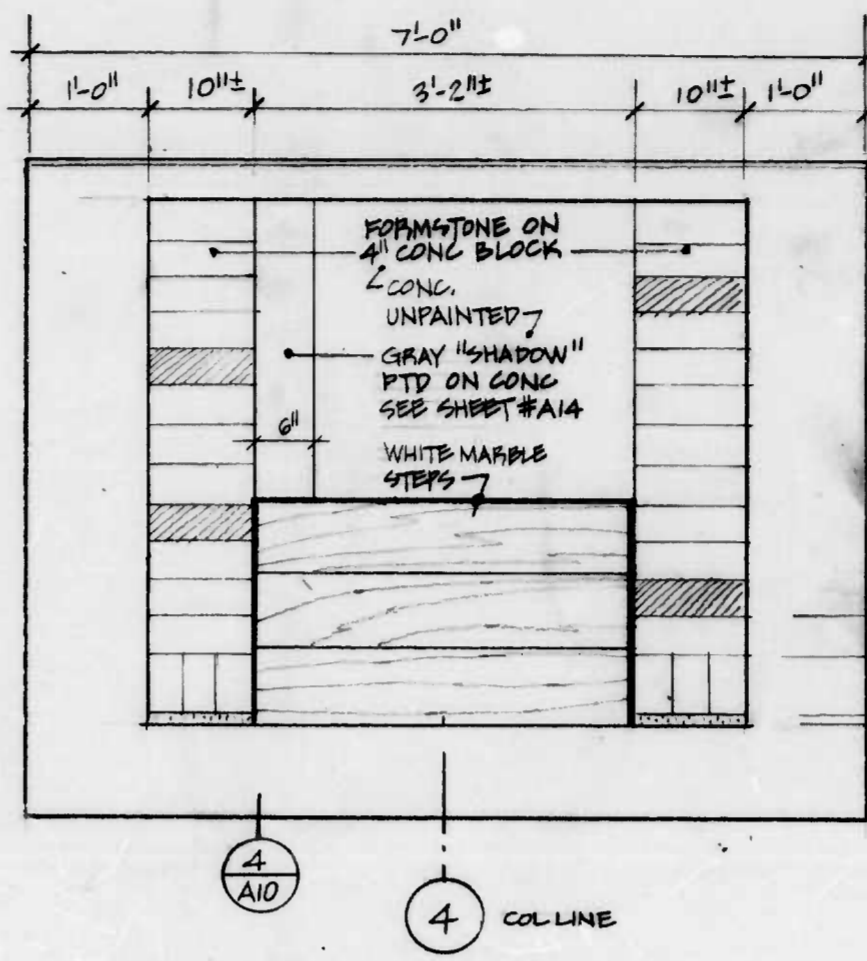 7'-0"
1'-0" 10"± 3'-2"± 10"± 1'-0"
FORMSTONE ON
4" CONC BLOCK
CONC.
UNPAINTED
GRAY "SHADOW"
PTD ON CONC
SEE SHEET #A14
6"
WHITE MARBLE
STEPS
4
A10
4 COL LINE